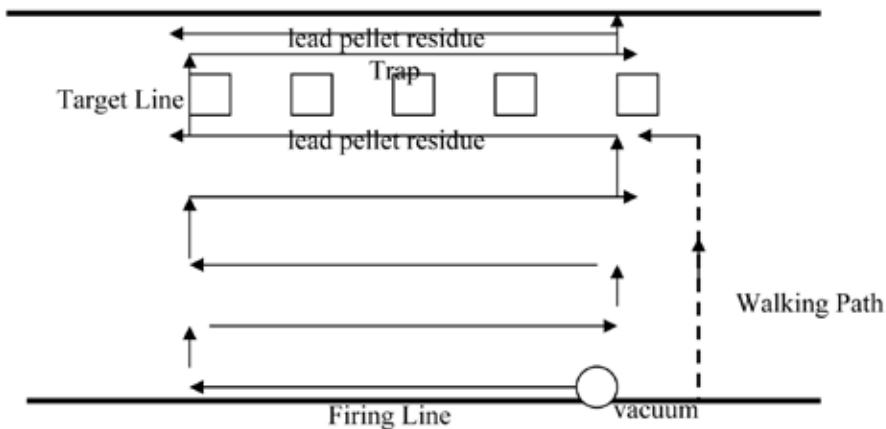 lead pellet residue
Trap
Target Line
lead pellet residue
Walking Path
Firing Line
vacuum